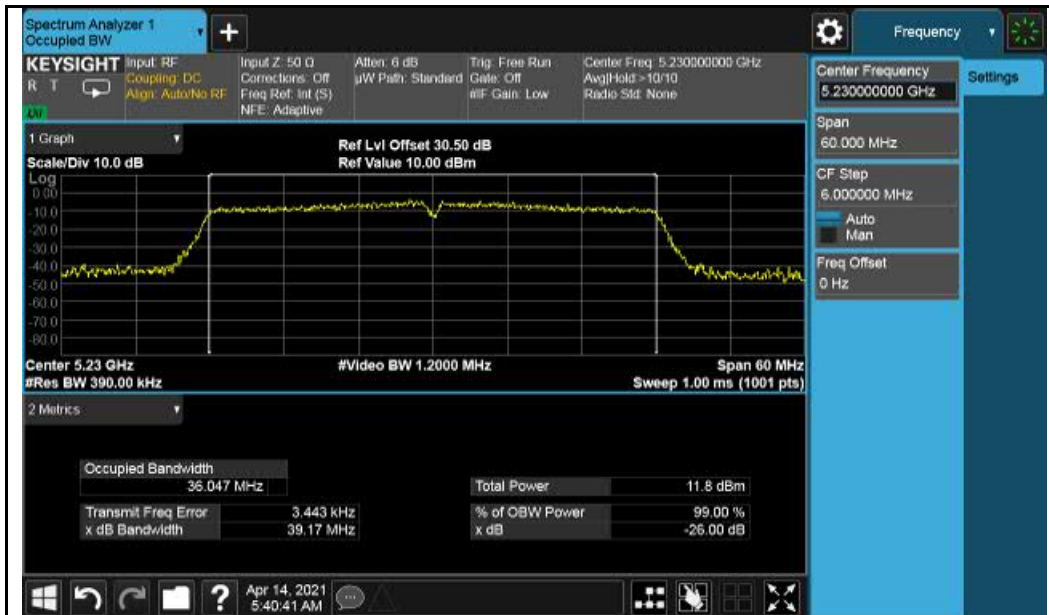 Spectrum Analyzer 1
Occupied BW
+
Frequency
KEYSIGHT
R T
Input: RF
Coupling: DC
Align: Auto/No RF
Input Z: 50 Ω
Corrections: Off
Freq Ref: Int (S)
NFE: Adaptive
Atten: 6 dB
µW Path: Standard
Trig: Free Run
Gate: Off
#IF Gain: Low
Center Freq: 5.230000000 GHz
Avg|Hold:>10/10
Radio Std: None
Center Frequency
5.230000000 GHz
Settings
Span
60.000 MHz
CF Step
6.000000 MHz
Auto
Man
Freq Offset
0 Hz
1 Graph
Scale/Div 10.0 dB
Ref Lvl Offset 30.50 dB
Ref Value 10.00 dBm
Log
0.00
-10.0
-20.0
-30.0
-40.0
-50.0
-60.0
-70.0
-80.0
Center 5.23 GHz
#Video BW 1.2000 MHz
Span 60 MHz
#Res BW 390.00 kHz
Sweep 1.00 ms (1001 pts)
2 Metrics
Occupied Bandwidth
36.047 MHz
Total Power 11.8 dBm
Transmit Freq Error 3.443 kHz
% of OBW Power 99.00 %
x dB Bandwidth 39.17 MHz
x dB -26.00 dB
?
Apr 14, 2021
5:40:41 AM